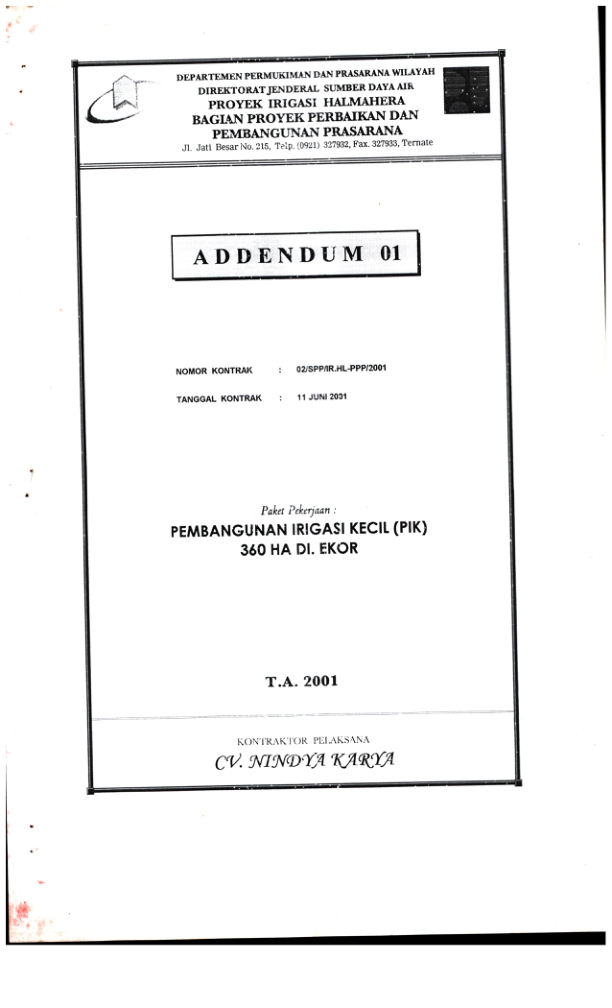 DEPARTEMEN PERMUKIMAN DAN PRASARANA WILAYAH
DIREKTORAT JENDERAL SUMBER DAYA AIR
PROYEK IRIGASI HALMAHERA
BAGIAN PROYEK PERBAIKAN DAN
PEMBANGUNAN PRASARANA
Jl. Jati Besar No. 215, Telp. (0921) 327932, Fax. 327933, Ternate
ADDENDUM 01
NOMOR KONTRAK : 02/SPP/IR.HL-PPP/2001
TANGGAL KONTRAK : 11 JUNI 2001
Paket Pekerjaan :
PEMBANGUNAN IRIGASI KECIL (PIK)
360 HA DI. EKOR
T.A. 2001
KONTRAKTOR PELAKSANA
CV. NINDYA KARYA